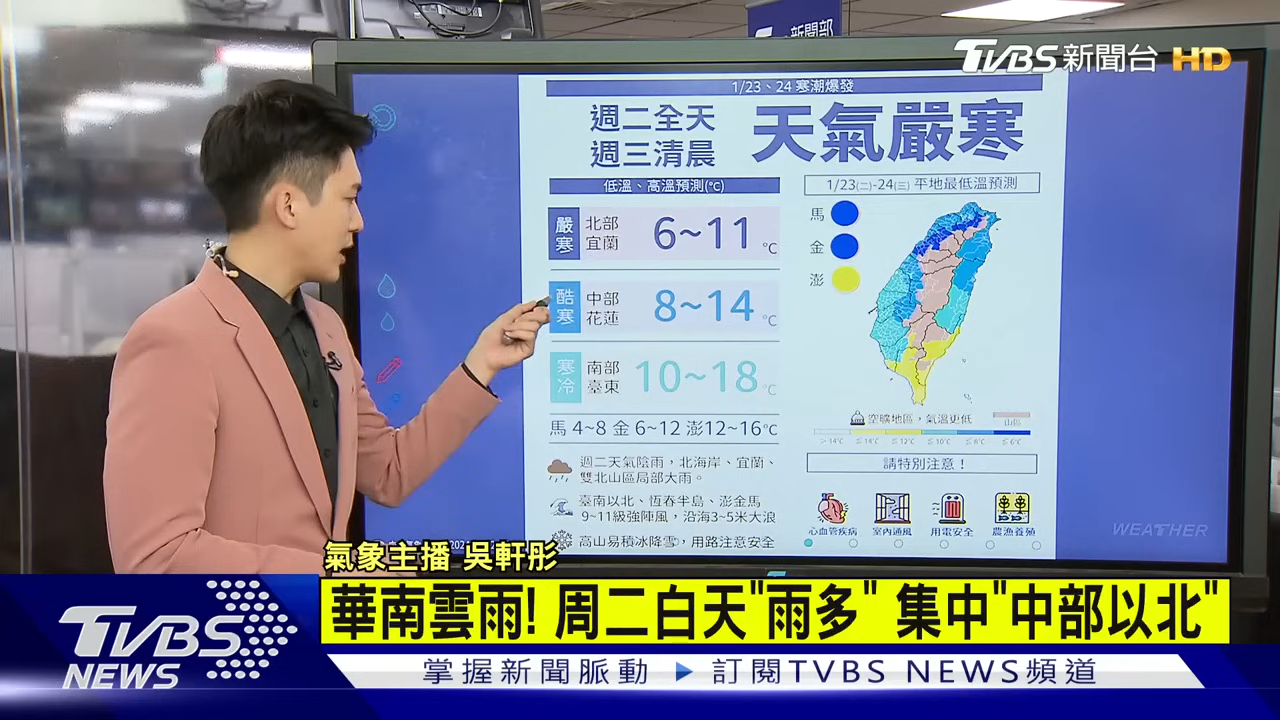 新聞部
TVBS新聞台 HD
1/23、24 寒潮爆發
週二全天
週三清晨
天氣嚴寒
低溫、高溫預測(℃)
嚴寒 北部 宜蘭 6~11 ℃
酷寒 中部 花蓮 8~14 ℃
寒冷 南部 臺東 10~18 ℃
馬 4~8 金 6~12 澎12~16℃
週二天氣陰雨，北海岸、宜蘭、
雙北山區局部大雨。
臺南以北、恆春半島、澎金馬
9~11級強陣風，沿海3~5米大浪
高山易積冰降雪，用路注意安全
1/23(二)-24(三) 平地最低溫預測
馬
金
澎
空曠地區，氣溫更低
山區
>14℃ ≤14℃ ≤12℃ ≤10℃ ≤8℃ ≤6℃
請特別注意！
心血管疾病 室內通風 用電安全 農漁養殖
WEATHER
氣象主播 吳軒彤
華南雲雨! 周二白天"雨多" 集中"中部以北"
TVBS
NEWS
掌握新聞脈動 ▶ 訂閱TVBS NEWS頻道